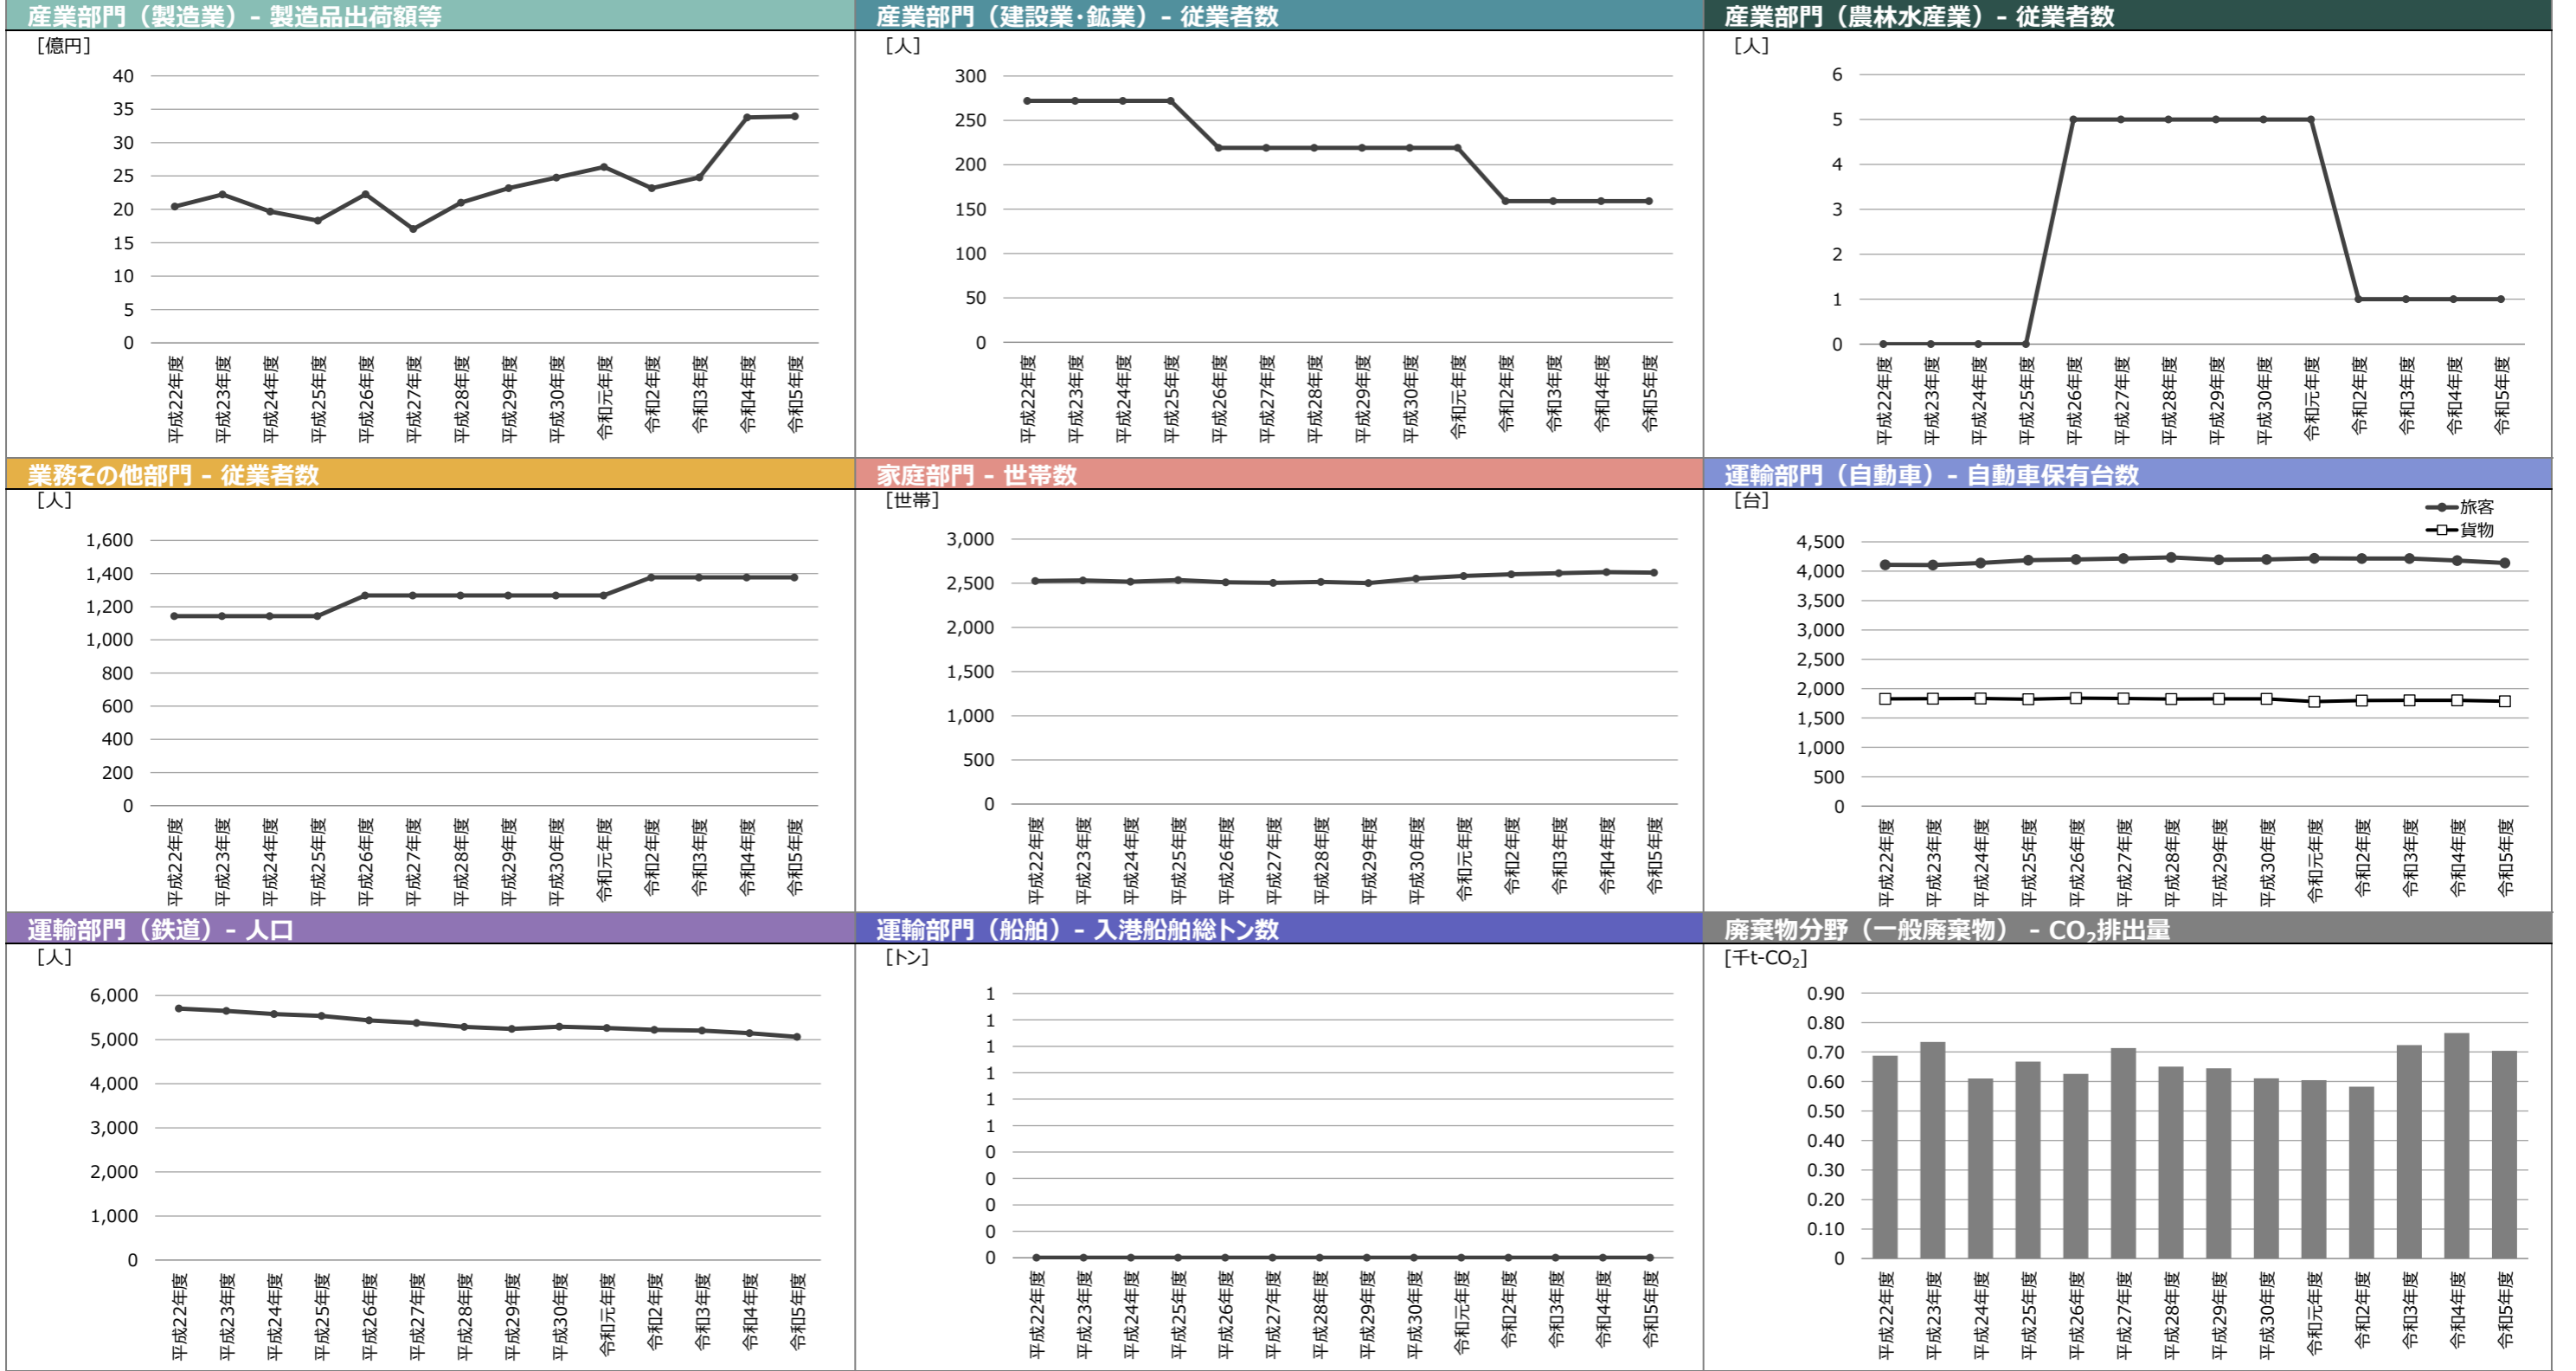 産業部門（製造業）- 製造品出荷額等
[億円]
40
35
30
25
20
15
10
5
0
平成22年度
平成23年度
平成24年度
平成25年度
平成26年度
平成27年度
平成28年度
平成29年度
平成30年度
令和元年度
令和2年度
令和3年度
令和4年度
令和5年度
産業部門（建設業・鉱業）- 従業者数
[人]
300
250
200
150
100
50
0
平成22年度
平成23年度
平成24年度
平成25年度
平成26年度
平成27年度
平成28年度
平成29年度
平成30年度
令和元年度
令和2年度
令和3年度
令和4年度
令和5年度
産業部門（農林水産業）- 従業者数
[人]
6
5
4
3
2
1
0
平成22年度
平成23年度
平成24年度
平成25年度
平成26年度
平成27年度
平成28年度
平成29年度
平成30年度
令和元年度
令和2年度
令和3年度
令和4年度
令和5年度
業務その他部門 - 従業者数
[人]
1,600
1,400
1,200
1,000
800
600
400
200
0
平成22年度
平成23年度
平成24年度
平成25年度
平成26年度
平成27年度
平成28年度
平成29年度
平成30年度
令和元年度
令和2年度
令和3年度
令和4年度
令和5年度
家庭部門 - 世帯数
[世帯]
3,000
2,500
2,000
1,500
1,000
500
0
平成22年度
平成23年度
平成24年度
平成25年度
平成26年度
平成27年度
平成28年度
平成29年度
平成30年度
令和元年度
令和2年度
令和3年度
令和4年度
令和5年度
運輸部門（自動車）- 自動車保有台数
[台]
旅客
貨物
4,500
4,000
3,500
3,000
2,500
2,000
1,500
1,000
500
0
平成22年度
平成23年度
平成24年度
平成25年度
平成26年度
平成27年度
平成28年度
平成29年度
平成30年度
令和元年度
令和2年度
令和3年度
令和4年度
令和5年度
運輸部門（鉄道）- 人口
[人]
6,000
5,000
4,000
3,000
2,000
1,000
0
平成22年度
平成23年度
平成24年度
平成25年度
平成26年度
平成27年度
平成28年度
平成29年度
平成30年度
令和元年度
令和2年度
令和3年度
令和4年度
令和5年度
運輸部門（船舶）- 入港船舶総トン数
[トン]
1
1
1
1
1
1
0
0
0
0
0
平成22年度
平成23年度
平成24年度
平成25年度
平成26年度
平成27年度
平成28年度
平成29年度
平成30年度
令和元年度
令和2年度
令和3年度
令和4年度
令和5年度
廃棄物分野（一般廃棄物） - CO₂排出量
[千t-CO₂]
0.90
0.80
0.70
0.60
0.50
0.40
0.30
0.20
0.10
0
平成22年度
平成23年度
平成24年度
平成25年度
平成26年度
平成27年度
平成28年度
平成29年度
平成30年度
令和元年度
令和2年度
令和3年度
令和4年度
令和5年度